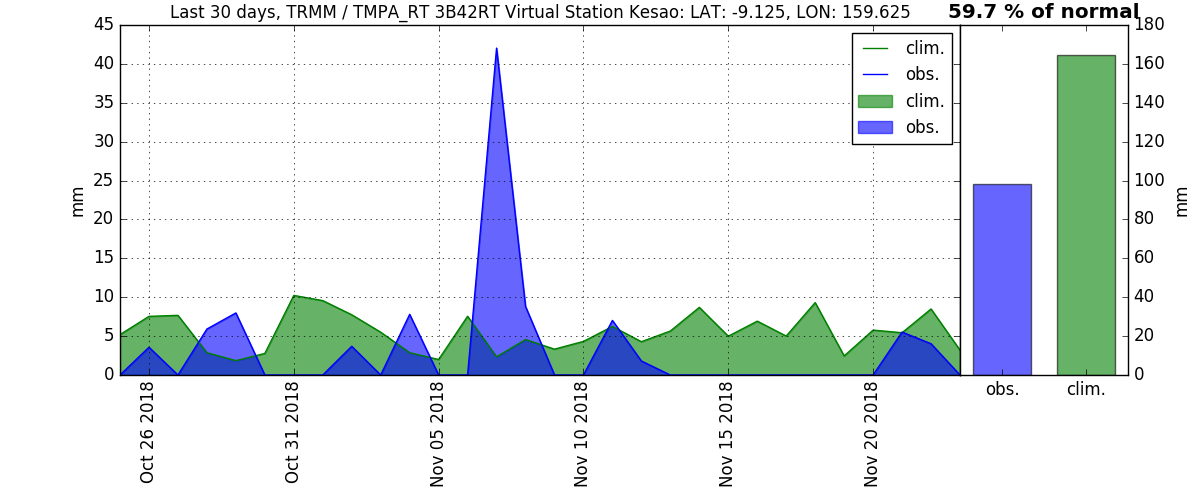 Last 30 days, TRMM / TMPA_RT 3B42RT Virtual Station Kesao: LAT: -9.125, LON: 159.625
59.7 % of normal
45
40
35
30
25
20
15
10
5
0
mm
clim.
obs.
clim.
obs.
180
160
140
120
100
80
60
40
20
0
mm
Oct 26 2018
Oct 31 2018
Nov 05 2018
Nov 10 2018
Nov 15 2018
Nov 20 2018
obs.
clim.